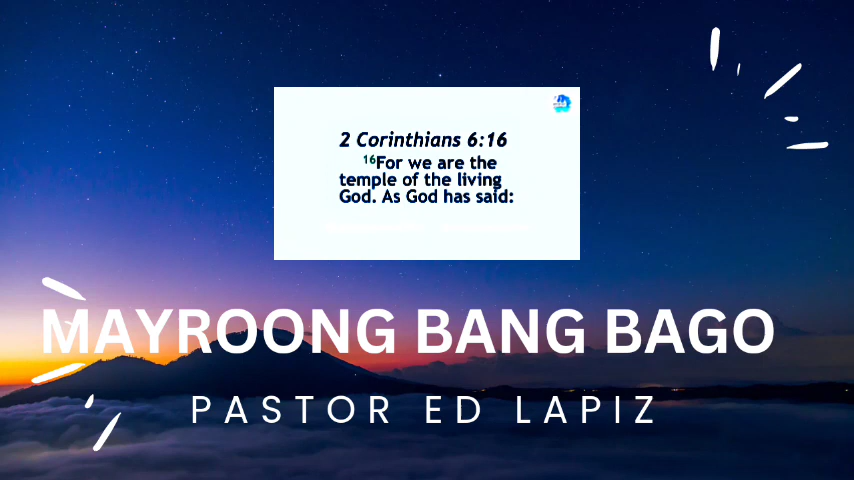 2 Corinthians 6:16
16For we are the
temple of the living
God. As God has said:
MAYROONG BANG BAGO
PASTOR ED LAPIZ